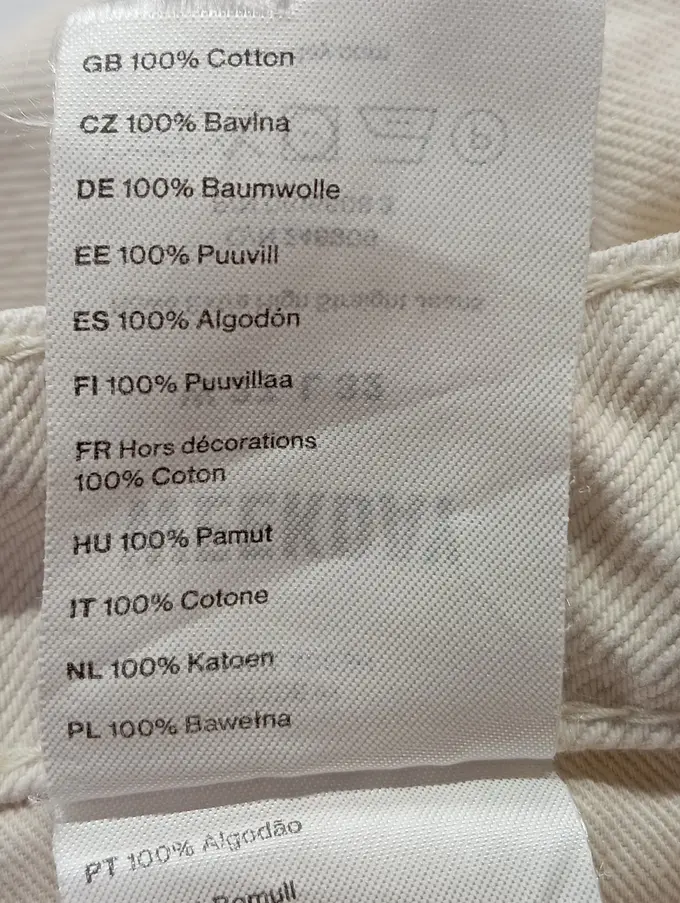 GB 100% Cotton
CZ 100% Bavlna
DE 100% Baumwolle
EE 100% Puuvill
ES 100% Algodón
FI 100% Puuvillaa
FR Hors décorations
100% Coton
HU 100% Pamut
IT 100% Cotone
NL 100% Katoen
PL 100% Bawełna
PT 100% Algodão
Bomull